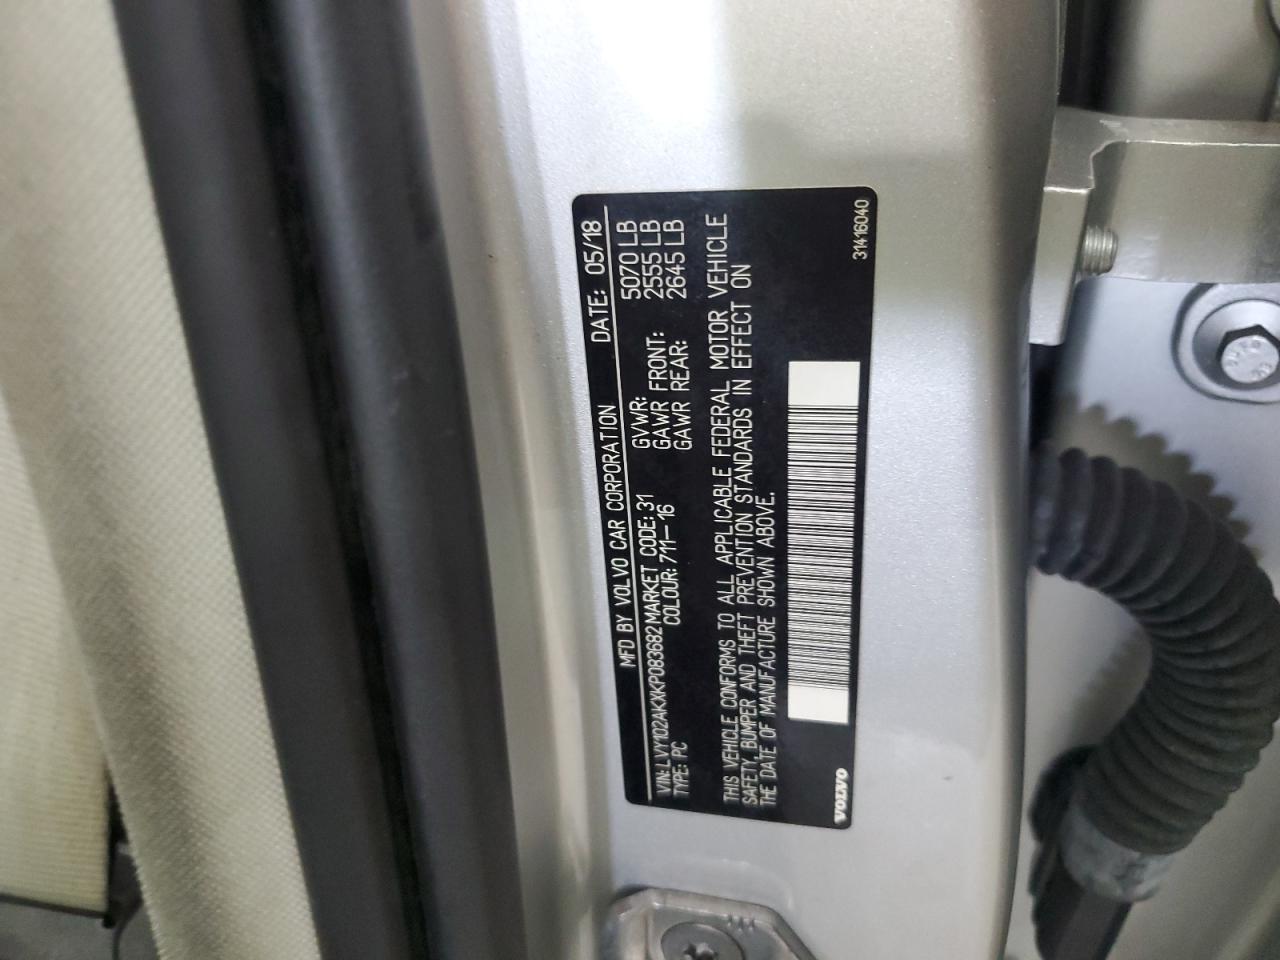 MFD BY VOLVO CAR CORPORATION DATE: 05/18
GVWR: 5070 LB
VIN: LVY102AKXKP083682 MARKET CODE: 31 GAWR FRONT: 2555 LB
TYPE: PC COLOUR: 711-16 GAWR REAR: 2645 LB
THIS VEHICLE CONFORMS TO ALL APPLICABLE FEDERAL MOTOR VEHICLE
SAFETY, BUMPER AND THEFT PREVENTION STANDARDS IN EFFECT ON
THE DATE OF MANUFACTURE SHOWN ABOVE.
VOLVO 31416040